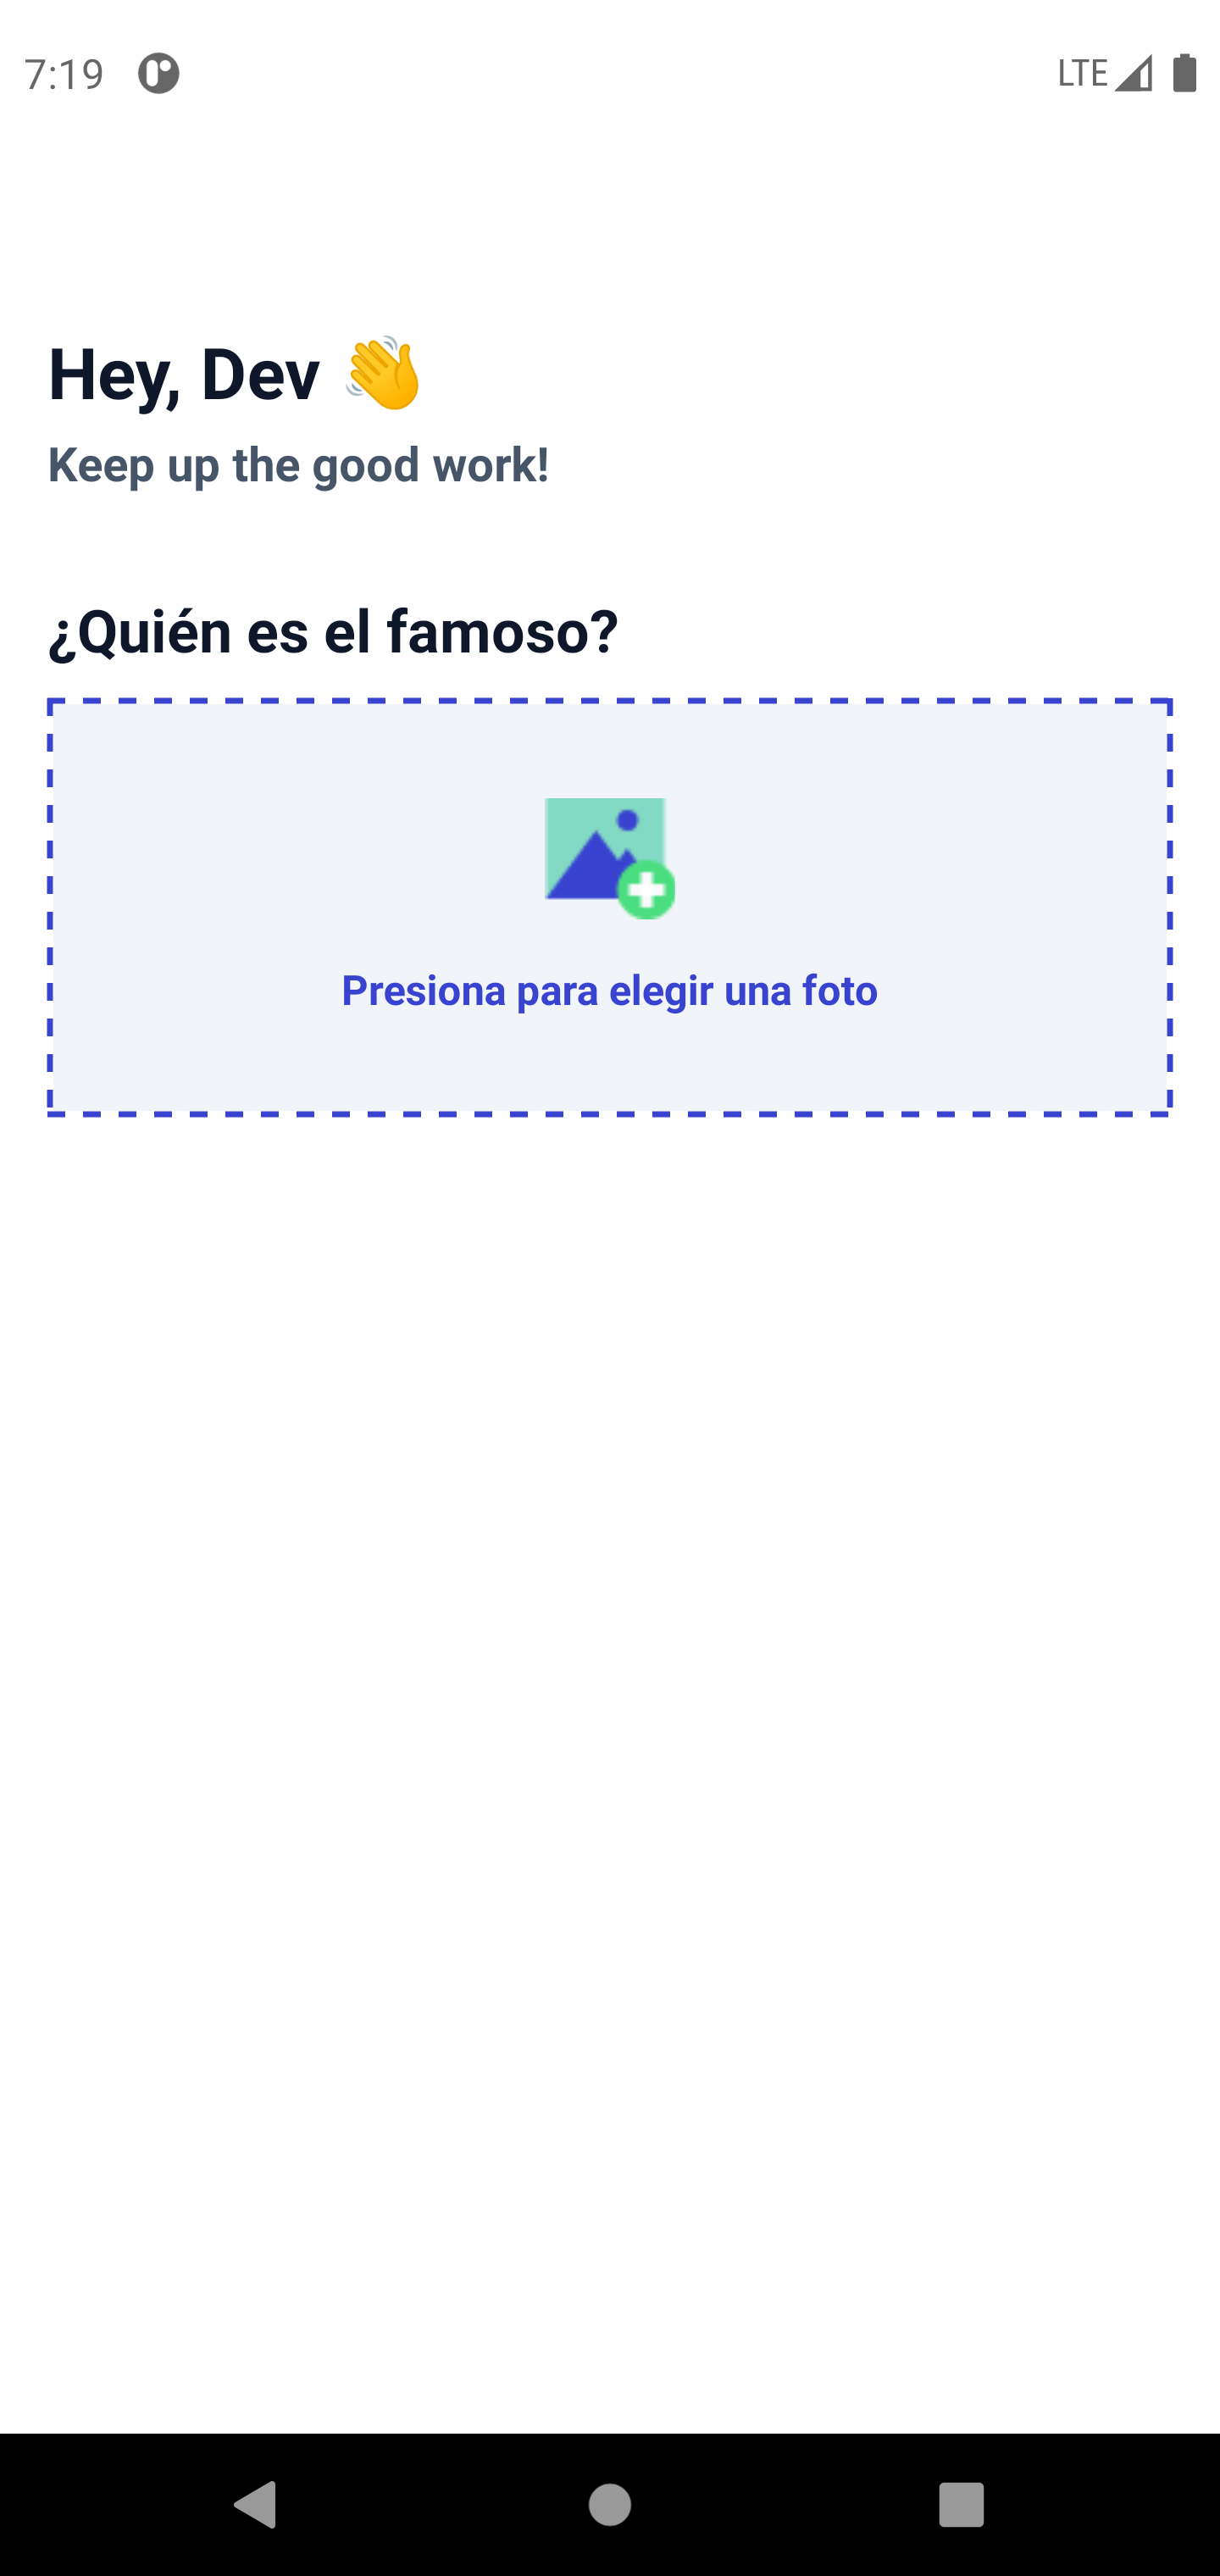 7:19 LTE
Hey, Dev 👋
Keep up the good work!
¿Quién es el famoso?
Presiona para elegir una foto